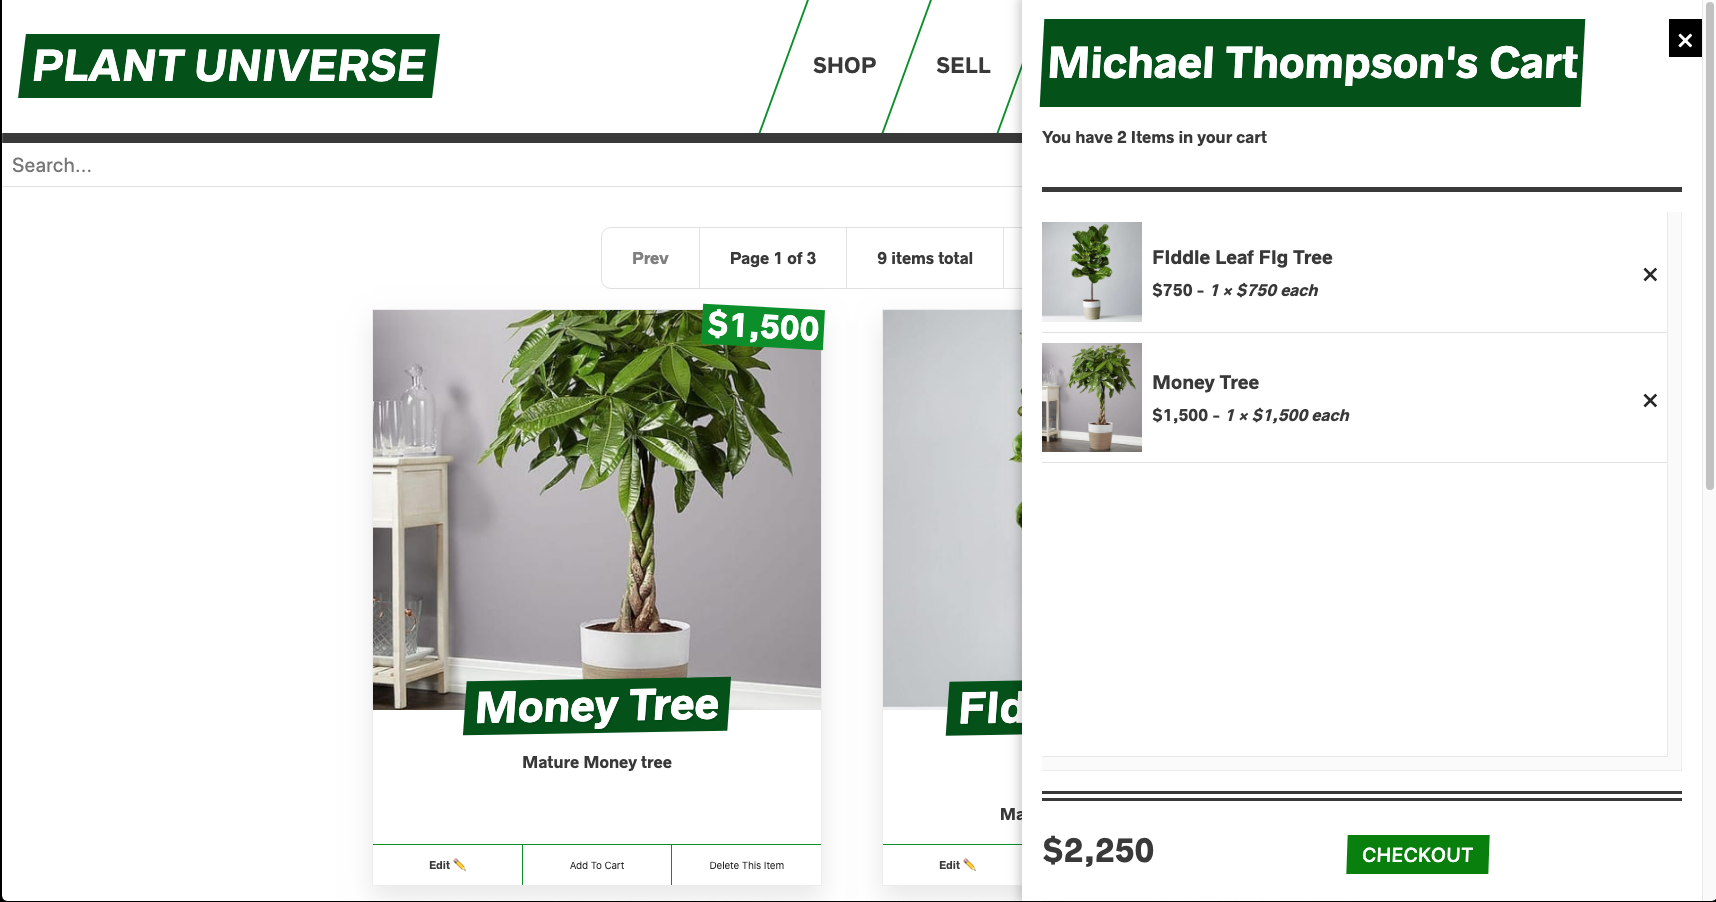 PLANT UNIVERSE
SHOP
SELL
Search...
Prev
Page 1 of 3
9 items total
$1,500
Money Tree
Mature Money tree
Edit ✏️
Add To Cart
Delete This Item
Fid
Ma
Edit ✏️
Michael Thompson's Cart
×
You have 2 Items in your cart
Fiddle Leaf Fig Tree
$750 - 1 × $750 each
×
Money Tree
$1,500 - 1 × $1,500 each
×
$2,250
CHECKOUT